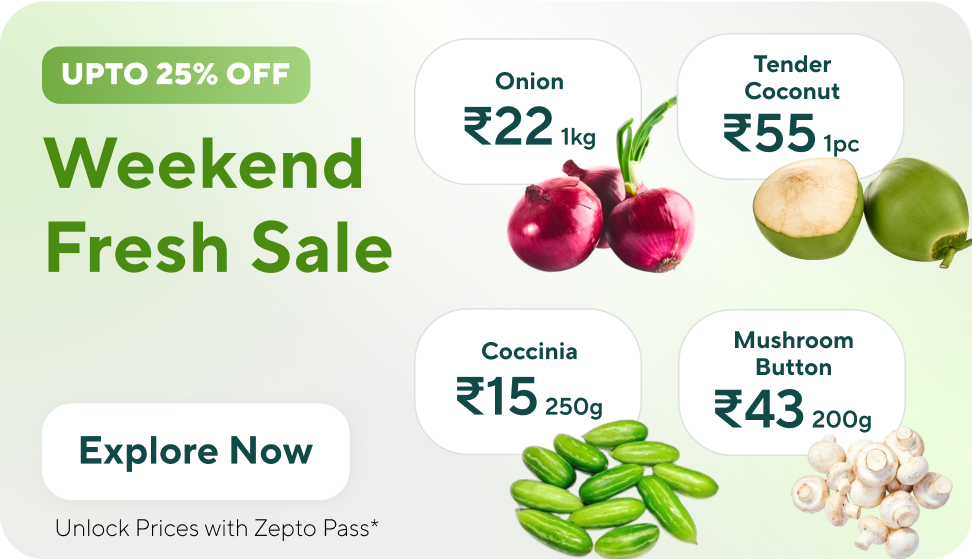 UPTO 25% OFF
Weekend
Fresh Sale
Explore Now
Unlock Prices with Zepto Pass*
Onion
₹22 1kg
Tender
Coconut
₹55 1pc
Coccinia
₹15 250g
Mushroom
Button
₹43 200g